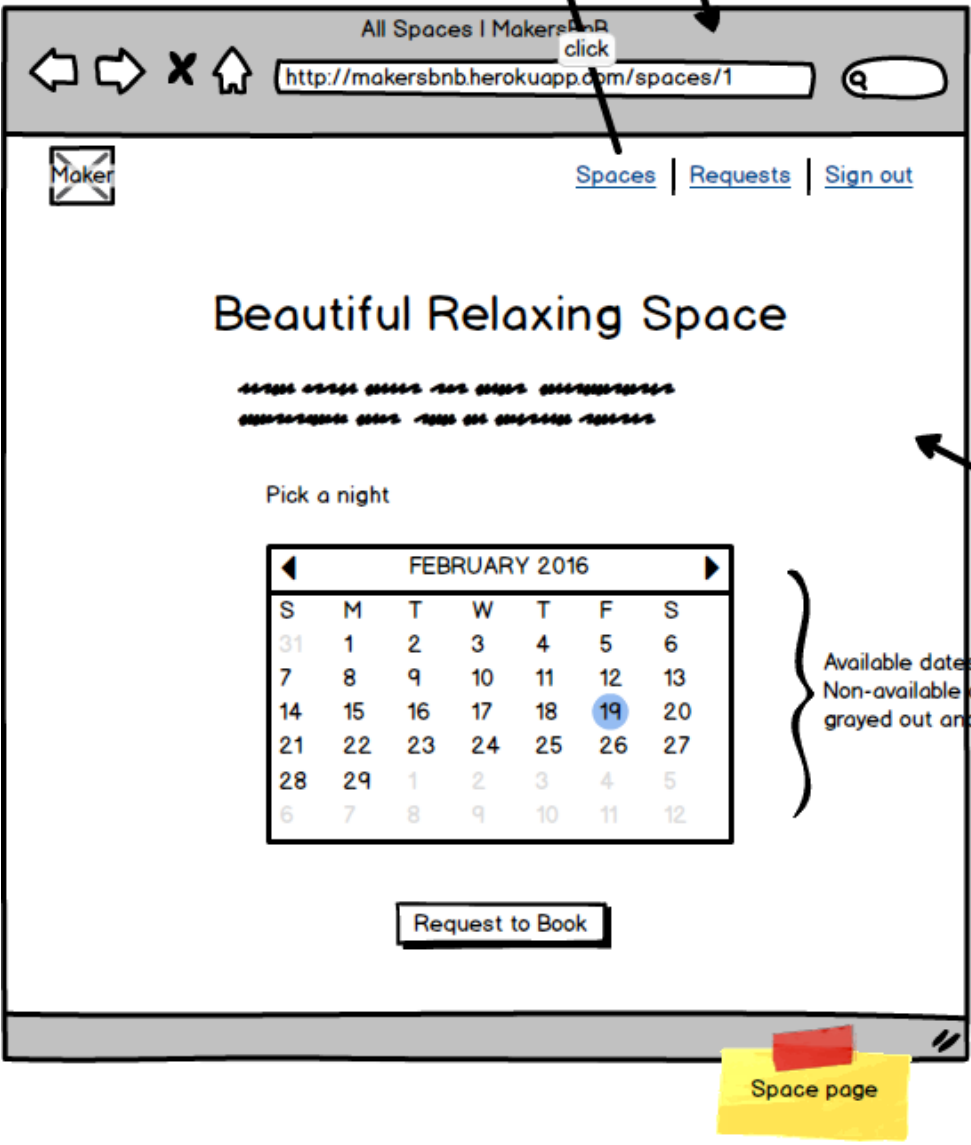 All Spaces | MakersBnB
click
http://makersbnb.herokuapp.com/spaces/1
Maker
Spaces | Requests | Sign out
Beautiful Relaxing Space
Pick a night
FEBRUARY 2016
S M T W T F S
31 1 2 3 4 5 6
7 8 9 10 11 12 13
14 15 16 17 18 19 20
21 22 23 24 25 26 27
28 29 1 2 3 4 5
6 7 8 9 10 11 12
Available dates
Non-available
grayed out and
Request to Book
Space page